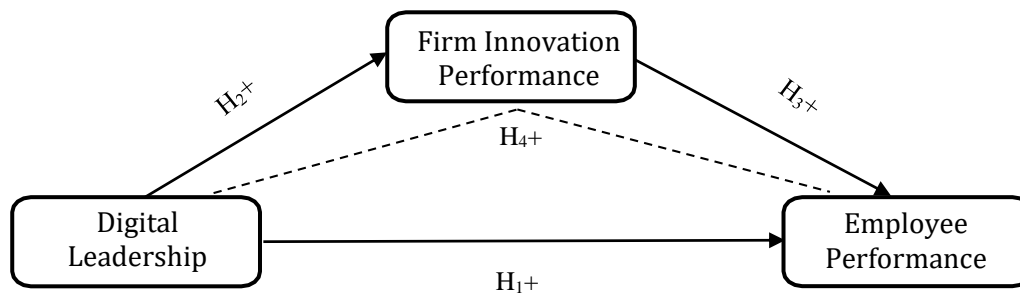 Firm Innovation
Performance
H₂+
H₃+
H₄+
Digital
Leadership
Employee
Performance
H₁+